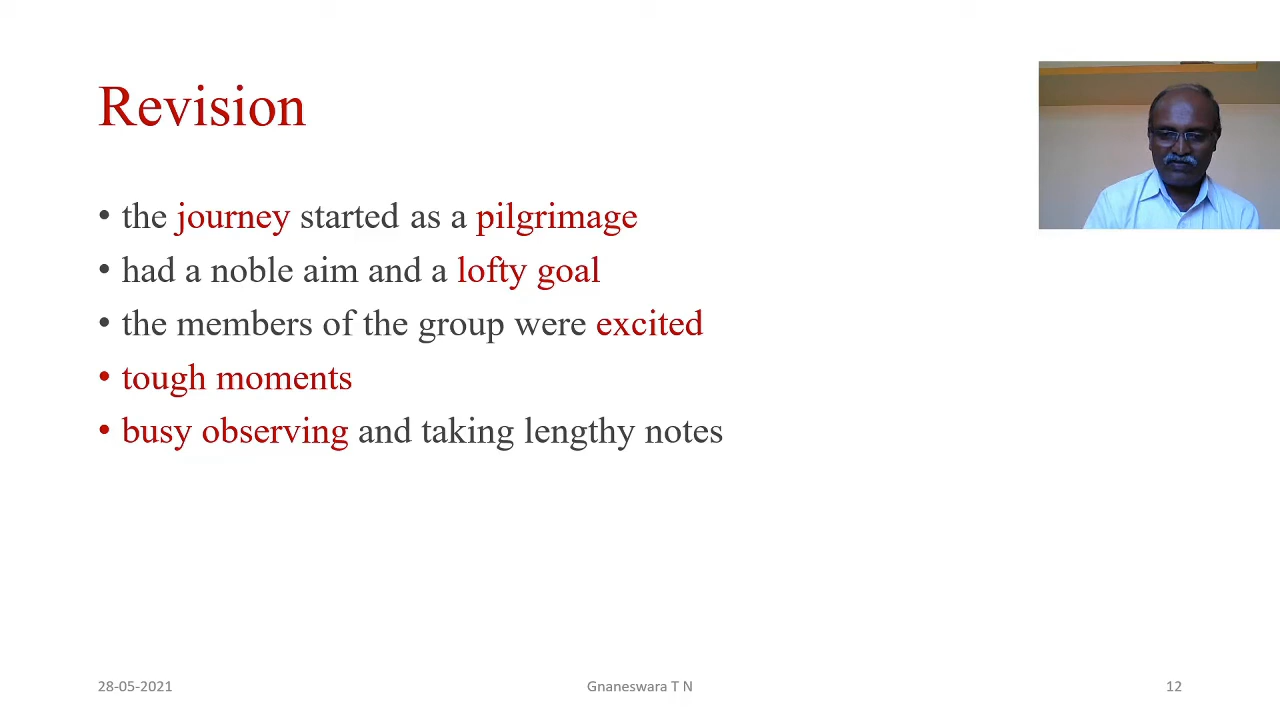 Revision
• the journey started as a pilgrimage
• had a noble aim and a lofty goal
• the members of the group were excited
• tough moments
• busy observing and taking lengthy notes
28-05-2021
Gnaneswara T N
12